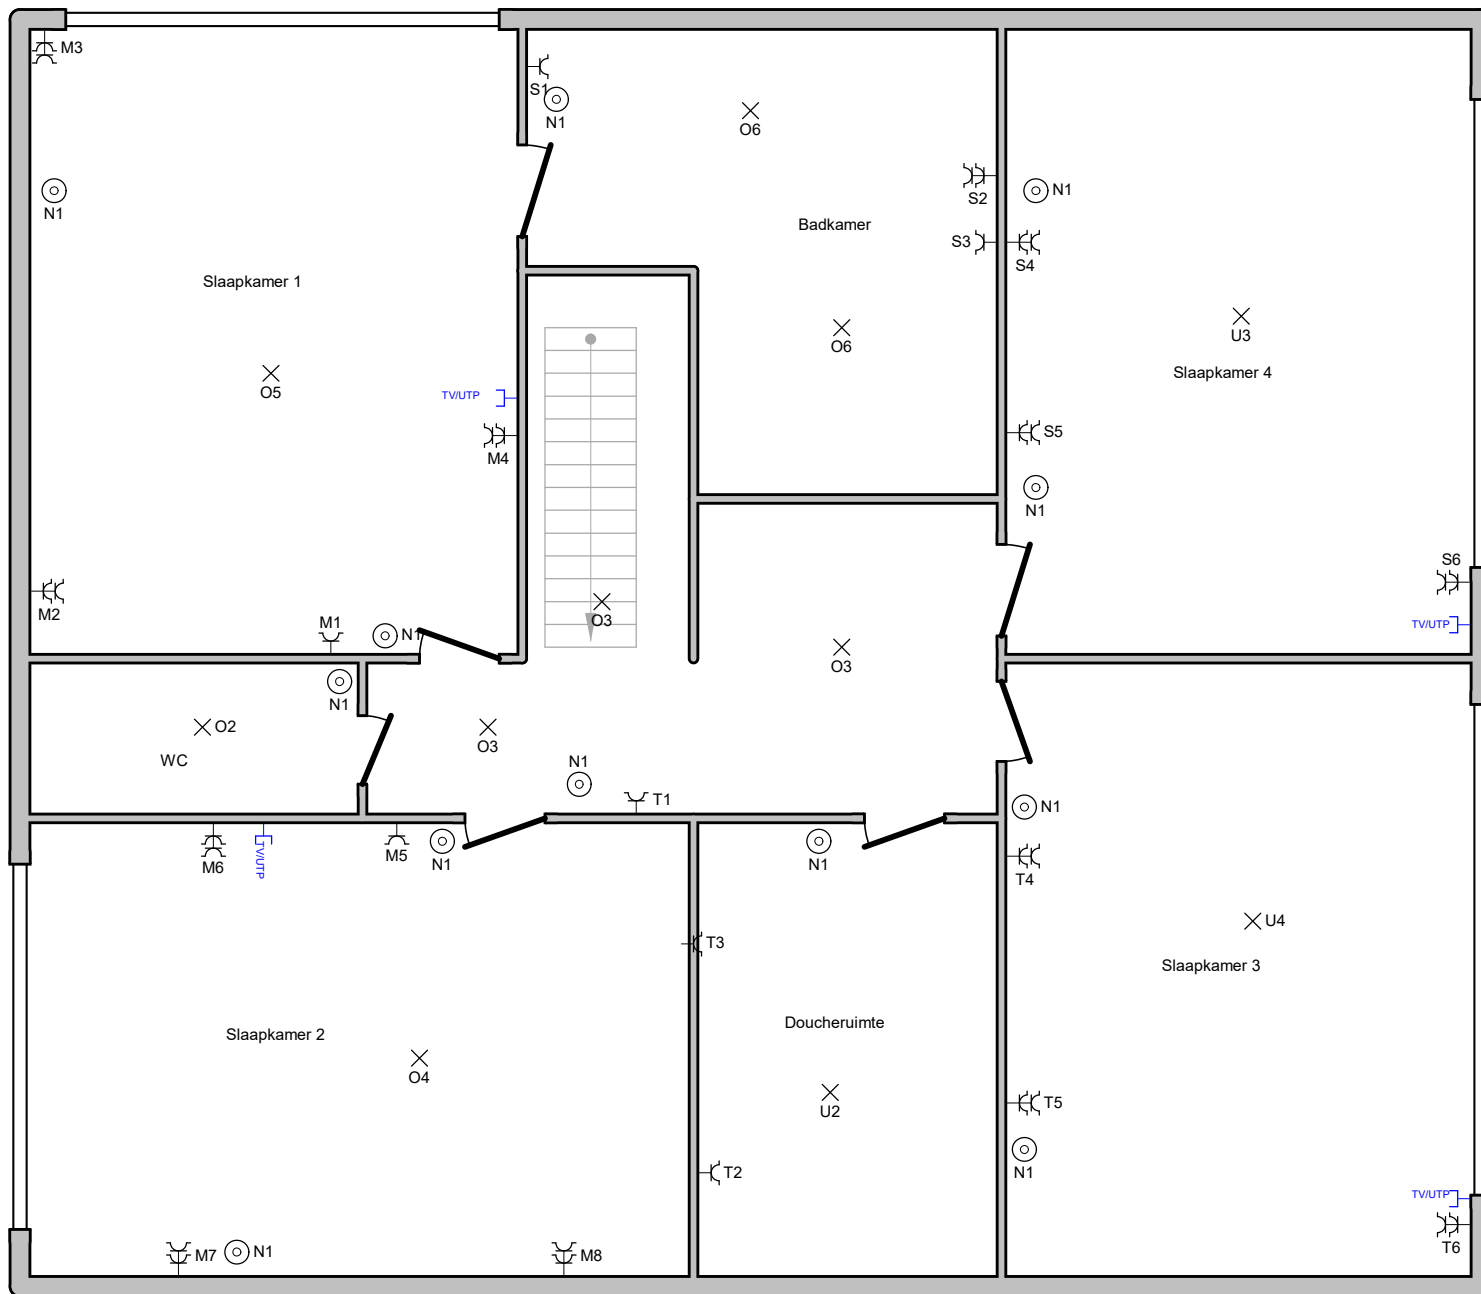 M3
S1
N1
O6
N1
S2
N1
Badkamer
S3
S4
Slaapkamer 1
U3
O6
Slaapkamer 4
O5
TV/UTP
S5
M4
N1
S6
M2
M1
O3
TV/UTP
N1
O3
N1
O2
O3
WC
N1
T1
N1
M5
N1
N1
M6
TV/UTP
T4
U4
T3
Slaapkamer 3
Doucheruimte
Slaapkamer 2
O4
T5
U2
N1
T2
TV/UTP
M7
N1
M8
T6